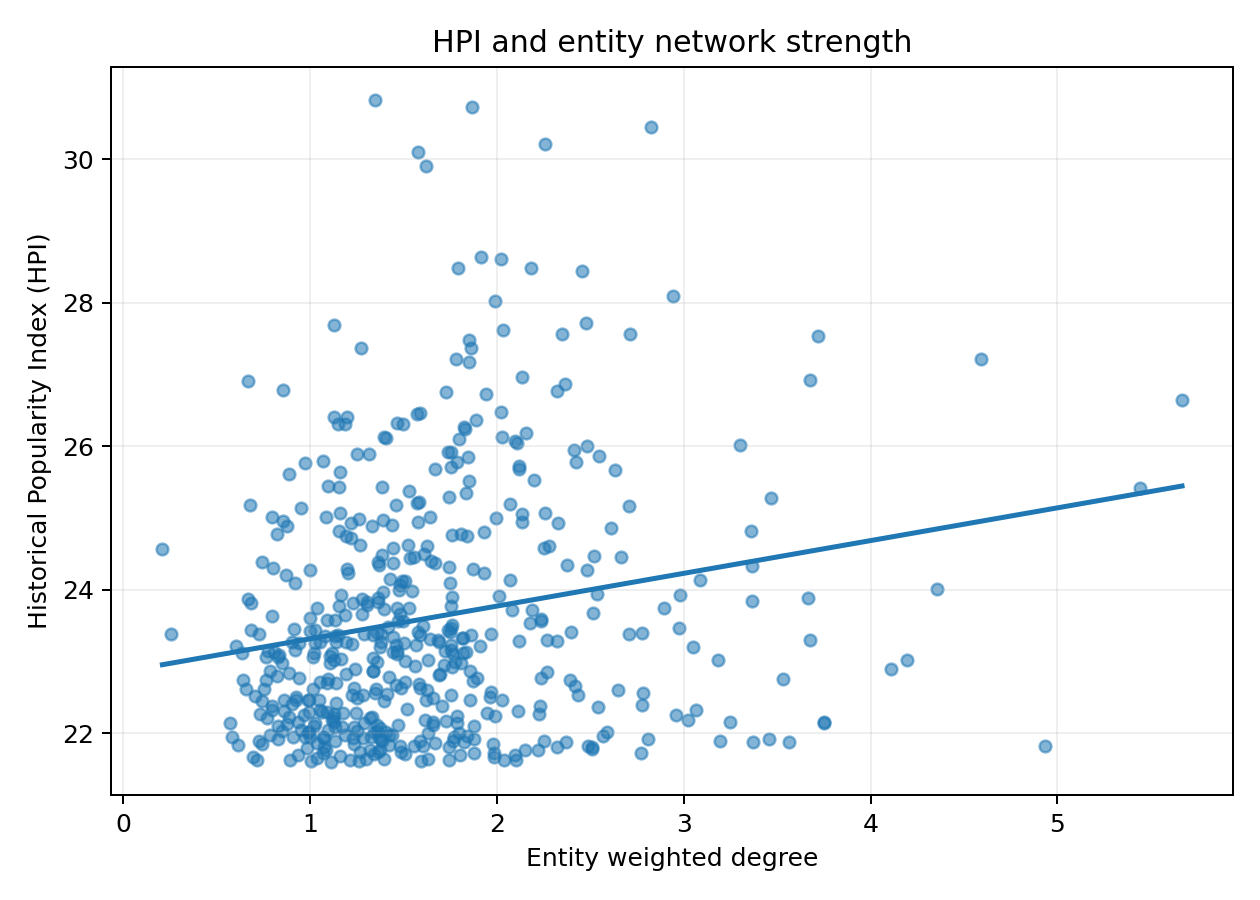 HPI and entity network strength
Historical Popularity Index (HPI)
30
28
26
24
22
0 1 2 3 4 5
Entity weighted degree